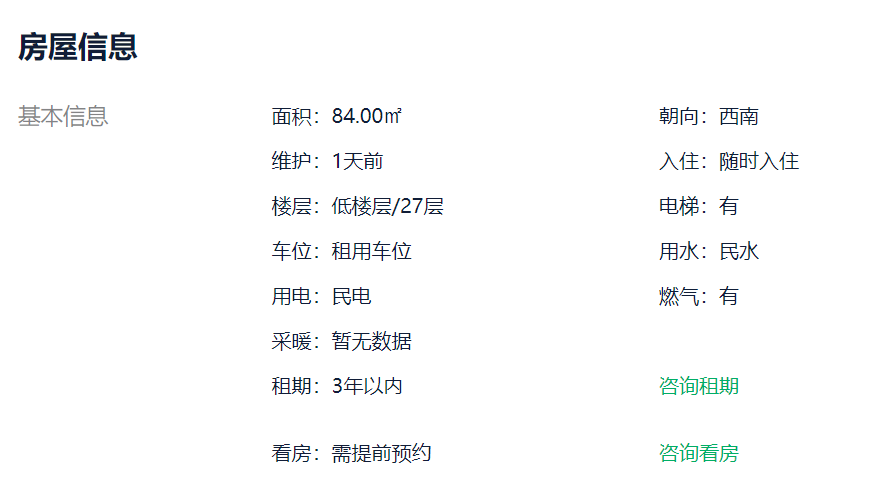 房屋信息
基本信息
面积：84.00㎡ 朝向：西南
维护：1天前 入住：随时入住
楼层：低楼层/27层 电梯：有
车位：租用车位 用水：民水
用电：民电 燃气：有
采暖：暂无数据
租期：3年以内 咨询租期
看房：需提前预约 咨询看房